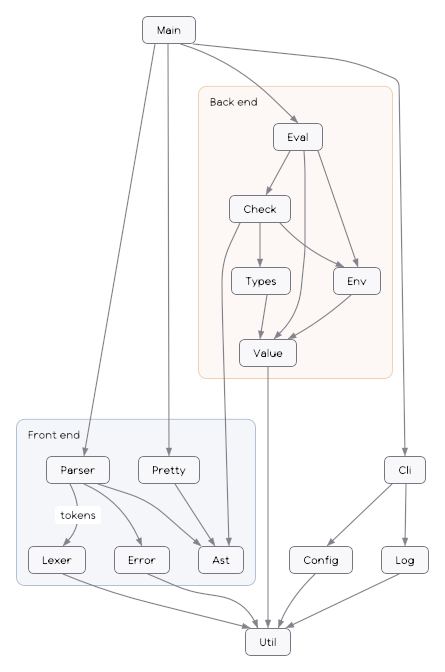 Main
Back end
Eval
Check
Types
Env
Value
Front end
Parser
Pretty
Cli
tokens
Lexer
Error
Ast
Config
Log
Util